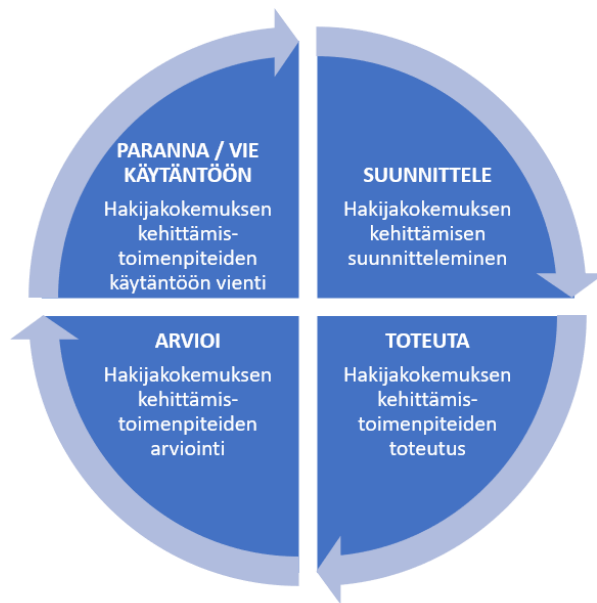 PARANNA / VIE
KÄYTÄNTÖÖN
Hakijakokemuksen
kehittämis-
toimenpiteiden
käytäntöön vienti
SUUNNITTELE
Hakijakokemuksen
kehittämisen
suunnitteleminen
ARVIOI
Hakijakokemuksen
kehittämis-
toimenpiteiden
arviointi
TOTEUTA
Hakijakokemuksen
kehittämis-
toimenpiteiden
toteutus